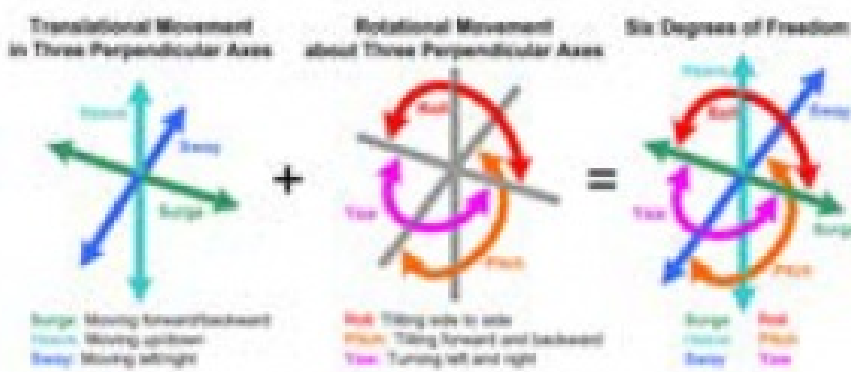 Translational Movement
in Three Perpendicular Axes
Heave
Sway
Surge
Surge: Moving forward/backward
Heave: Moving up/down
Sway: Moving left/right
+
Rotational Movement
about Three Perpendicular Axes
Roll
Yaw
Pitch
Roll: Tilting side to side
Pitch: Tilting forward and backward
Yaw: Turning left and right
=
Six Degrees of Freedom
Heave
Sway
Roll
Yaw
Surge
Pitch
Surge Roll
Heave Pitch
Sway Yaw